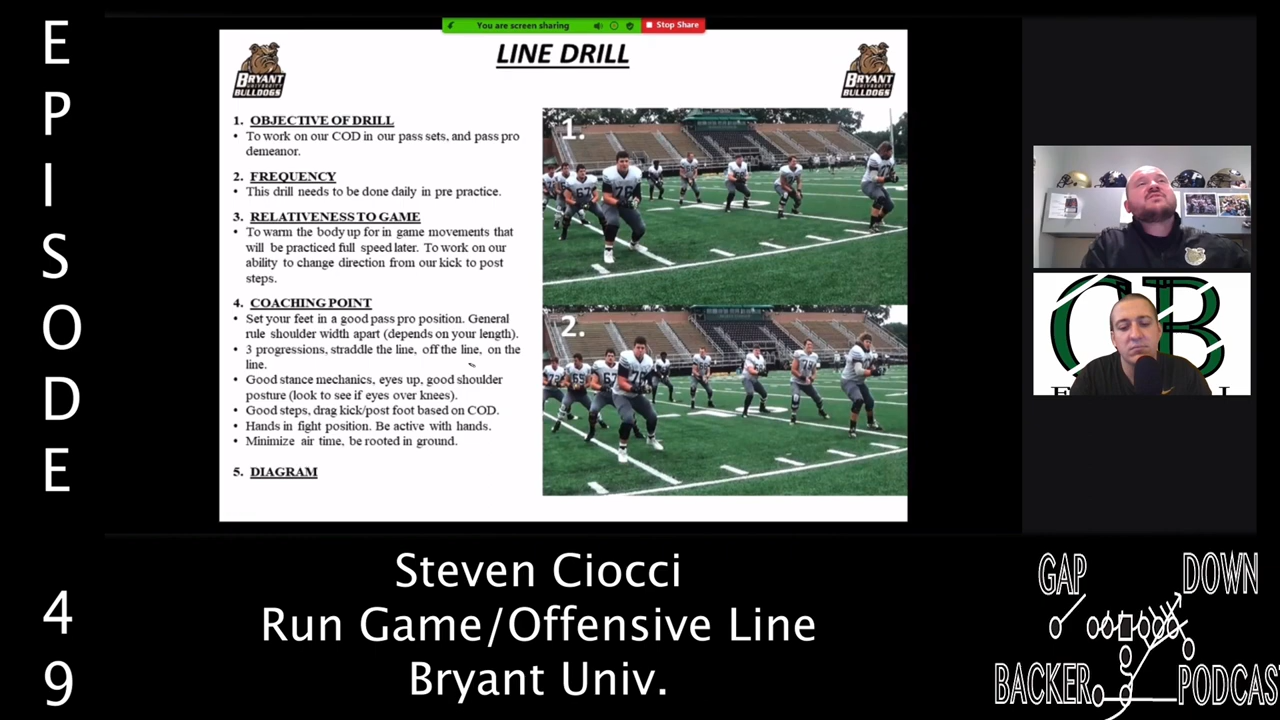 EPISODE
49
You are screen sharing
Stop Share
LINE DRILL
BRYANT
UNIVERSITY
BULLDOGS
BRYANT
UNIVERSITY
BULLDOGS
1. OBJECTIVE OF DRILL
• To work on our COD in our pass sets, and pass pro
demeanor.
2. FREQUENCY
• This drill needs to be done daily in pre practice.
3. RELATIVENESS TO GAME
• To warm the body up for in game movements that
will be practiced full speed later. To work on our
ability to change direction from our kick to post
steps.
4. COACHING POINT
• Set your feet in a good pass pro position. General
rule shoulder width apart (depends on your length).
• 3 progressions, straddle the line, off the line, on the
line.
• Good stance mechanics, eyes up, good shoulder
posture (look to see if eyes over knees).
• Good steps, drag kick/post foot based on COD.
• Hands in fight position. Be active with hands.
• Minimize air time, be rooted in ground.
5. DIAGRAM
1.
76
67
2.
76
67
Steven Ciocci
Run Game/Offensive Line
Bryant Univ.
GAP DOWN
BACKER PODCAST